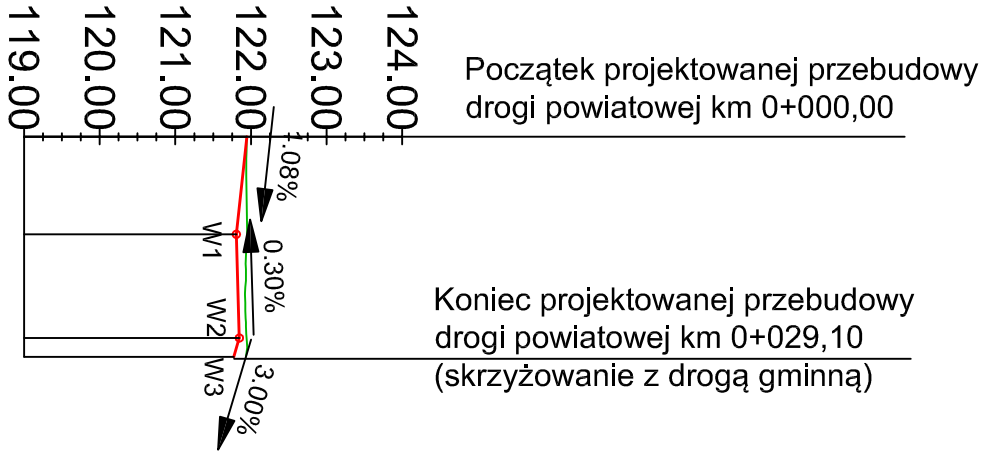 119.00
120.00
121.00
122.00
123.00
124.00
Początek projektowanej przebudowy
drogi powiatowej km 0+000,00
1.08%
W1
0.30%
W2
W3
3.00%
Koniec projektowanej przebudowy
drogi powiatowej km 0+029,10
(skrzyżowanie z drogą gminną)